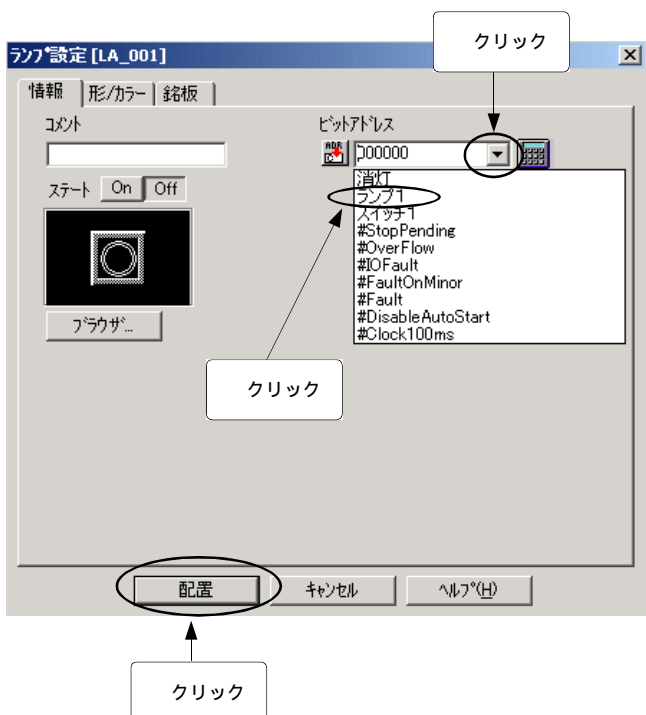 クリック
ランプ設定 [LA_001]
情報
形/カラー
銘板
コメント
ビットアドレス
ADR
000000
ステート
On
Off
消灯
ランプ1
スイッチ1
#StopPending
#OverFlow
#IOFault
#FaultOnMinor
#Fault
#DisableAutoStart
#Clock100ms
ブラウザ...
クリック
配置
キャンセル
ヘルプ(H)
クリック